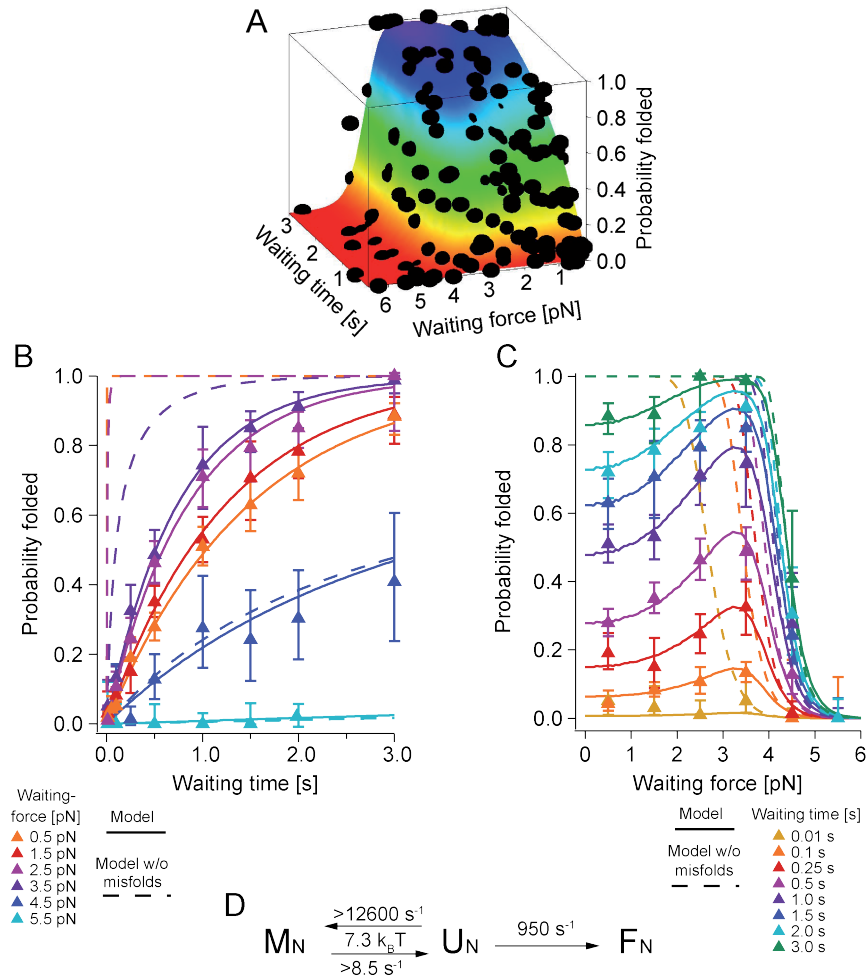 A
1.0
0.8
0.6
0.4
0.2
0.0
Probability folded
3
2
1
Waiting time [s]
6
5
4
3
2
1
Waiting force [pN]
B
1.0
0.8
0.6
0.4
0.2
0.0
Probability folded
0.0
1.0
2.0
3.0
Waiting time [s]
Waiting-
force [pN]
0.5 pN
1.5 pN
2.5 pN
3.5 pN
4.5 pN
5.5 pN
Model
Model w/o
misfolds
C
1.0
0.8
0.6
0.4
0.2
0.0
Probability folded
0
1
2
3
4
5
6
Waiting force [pN]
Model
Model w/o
misfolds
Waiting time [s]
0.01 s
0.1 s
0.25 s
0.5 s
1.0 s
1.5 s
2.0 s
3.0 s
D
>12600 s-1
MN 7.3 kBT UN 950 s-1 FN
>8.5 s-1